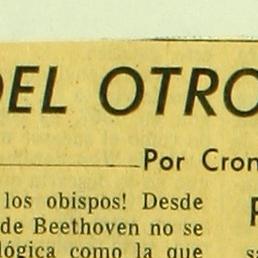 DEL OTRO
Por Cron
los obispos! Desde
de Beethoven no se
lógica como la que